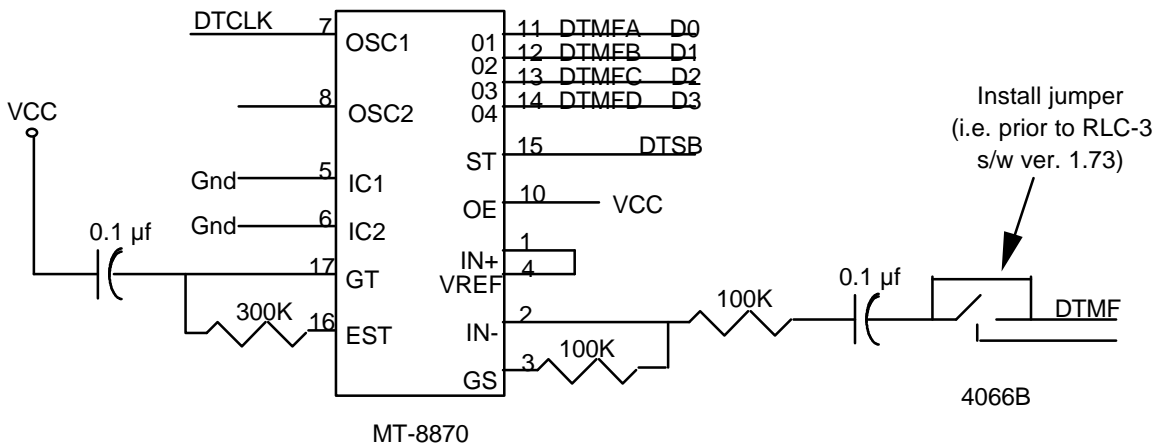 DTCLK
7
OSC1
8
OSC2
VCC
Gnd
5
IC1
Gnd
6
IC2
0.1 µf
17
GT
300K
16
EST
01
11 DTMFA D0
02
12 DTMFB D1
03
13 DTMFC D2
04
14 DTMFD D3
ST
15 DTSB
OE
10
VCC
IN+
1
VREF
4
IN-
2
GS
3
100K
100K
0.1 µf
Install jumper
(i.e. prior to RLC-3
s/w ver. 1.73)
DTMF
4066B
MT-8870